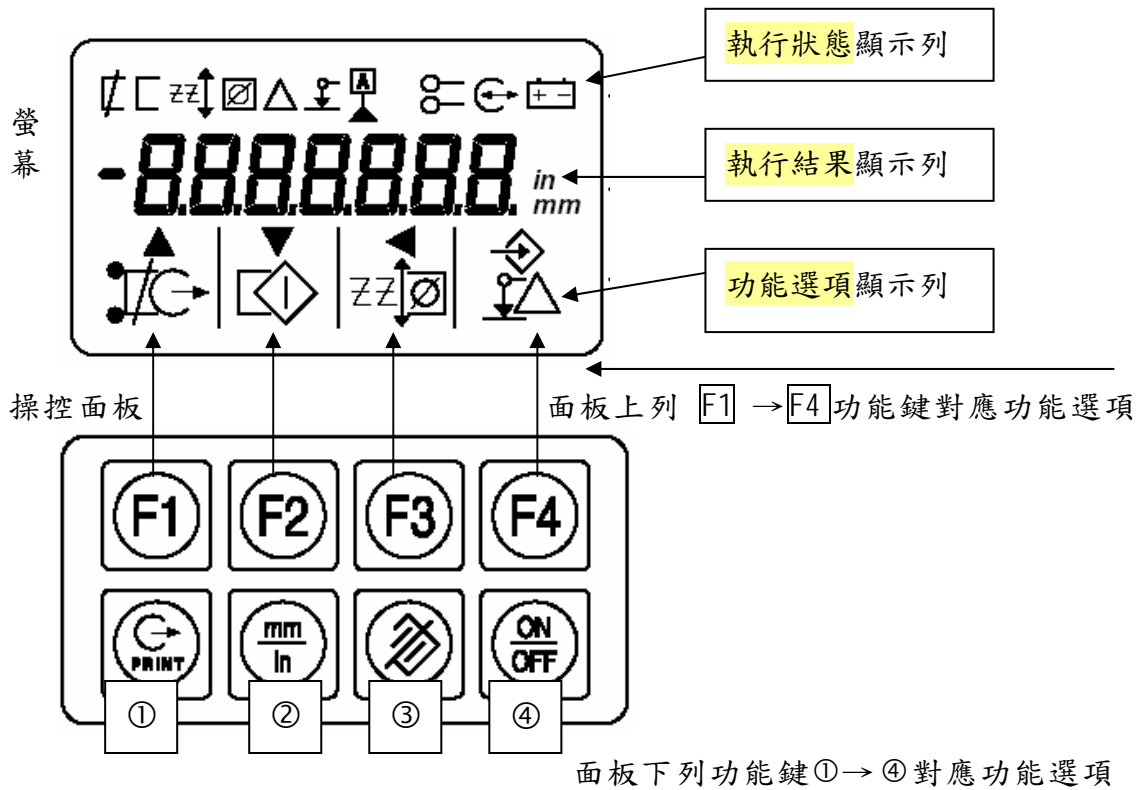 執行狀態顯示列
螢幕
A
zz
+ -
-8.8.8.8.8.8.8.
in
mm
執行結果顯示列
zz
功能選項顯示列
操控面板
面板上列 F1 →F4 功能鍵對應功能選項
F1 F2 F3 F4
PRINT
mm
In
ON
OFF
① ② ③ ④
面板下列功能鍵①→ ④對應功能選項